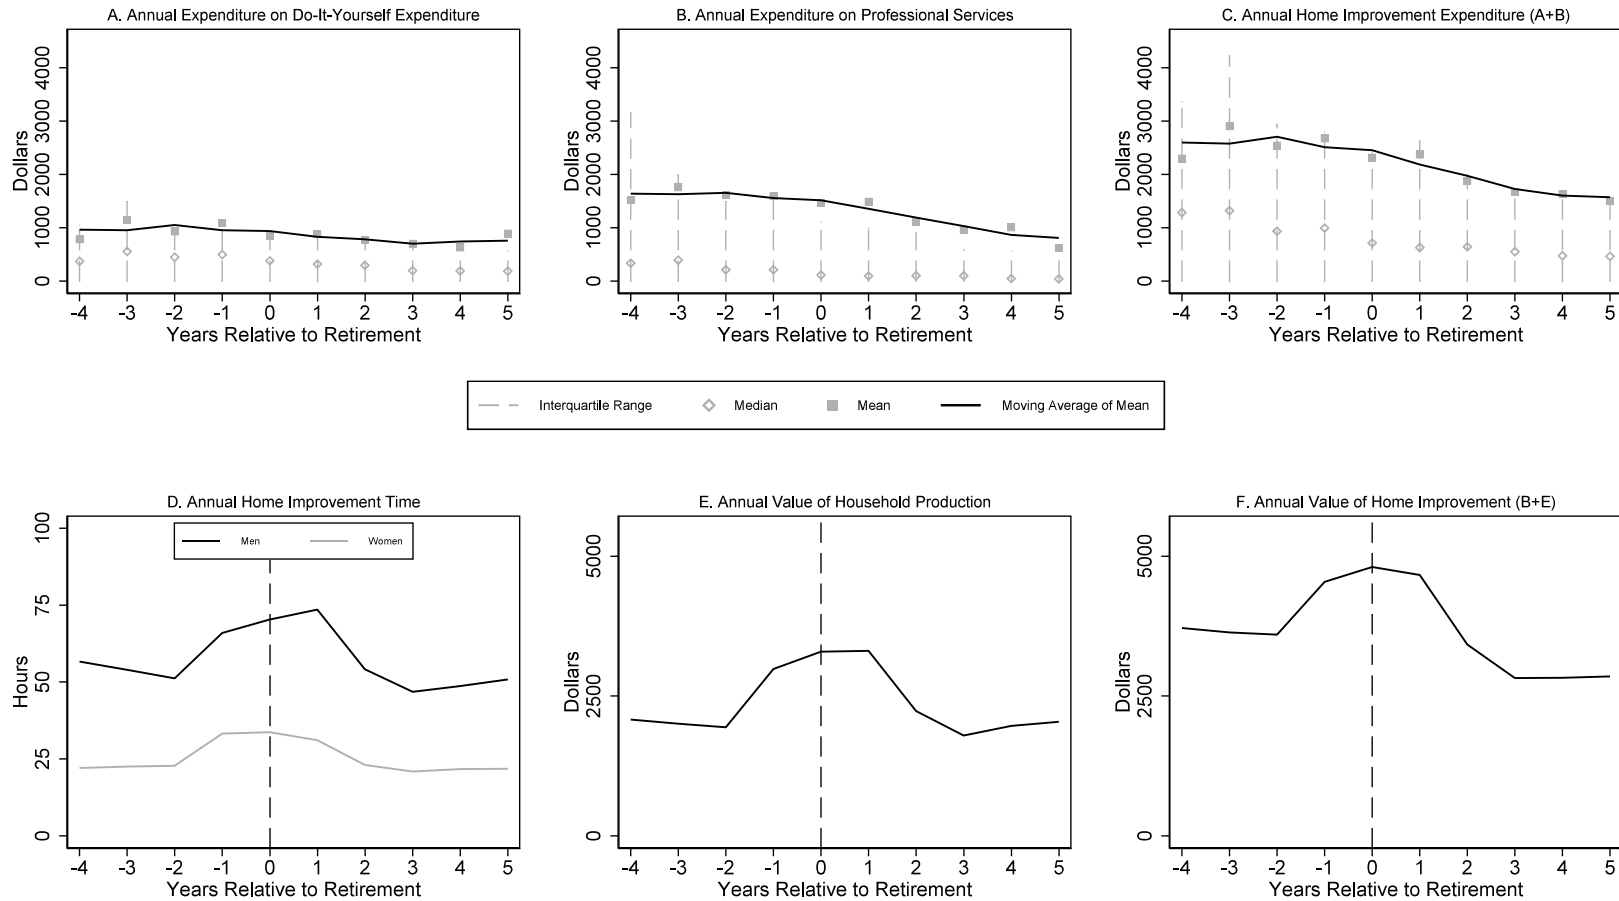 A. Annual Expenditure on Do-It-Yourself Expenditure
Dollars
0 1000 2000 3000 4000
-4 -3 -2 -1 0 1 2 3 4 5
Years Relative to Retirement
B. Annual Expenditure on Professional Services
Dollars
0 1000 2000 3000 4000
-4 -3 -2 -1 0 1 2 3 4 5
Years Relative to Retirement
C. Annual Home Improvement Expenditure (A+B)
Dollars
0 1000 2000 3000 4000
-4 -3 -2 -1 0 1 2 3 4 5
Years Relative to Retirement
Interquartile Range Median Mean Moving Average of Mean
D. Annual Home Improvement Time
Men Women
Hours
0 25 50 75 100
-4 -3 -2 -1 0 1 2 3 4 5
Years Relative to Retirement
E. Annual Value of Household Production
Dollars
0 2500 5000
-4 -3 -2 -1 0 1 2 3 4 5
Years Relative to Retirement
F. Annual Value of Home Improvement (B+E)
Dollars
0 2500 5000
-4 -3 -2 -1 0 1 2 3 4 5
Years Relative to Retirement